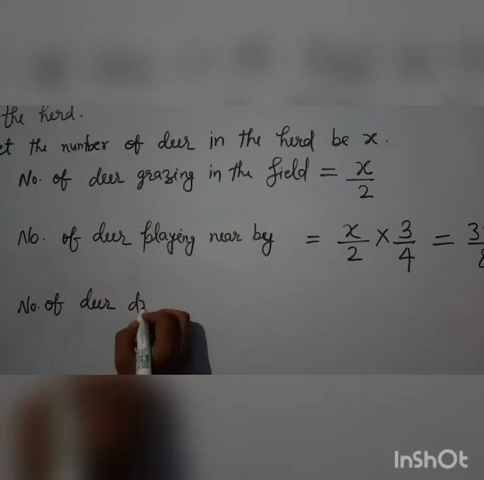 the herd.
et the number of deer in the herd be x.
No. of deer grazing in the field = x/2
No. of deer playing near by = x/2 × 3/4 = 3
No. of deer d
InShOt